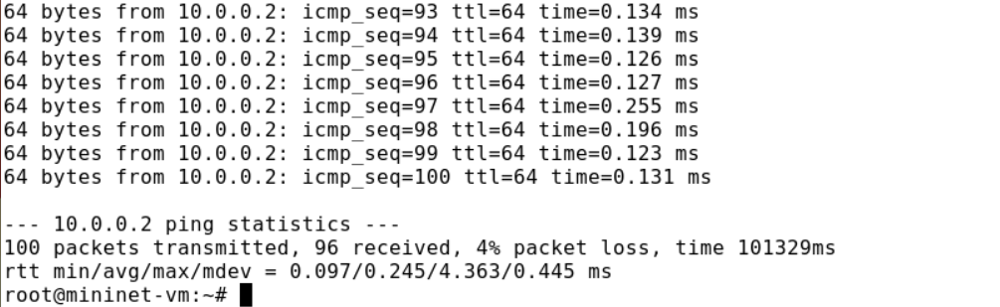 64 bytes from 10.0.0.2: icmp_seq=93 ttl=64 time=0.134 ms
64 bytes from 10.0.0.2: icmp_seq=94 ttl=64 time=0.139 ms
64 bytes from 10.0.0.2: icmp_seq=95 ttl=64 time=0.126 ms
64 bytes from 10.0.0.2: icmp_seq=96 ttl=64 time=0.127 ms
64 bytes from 10.0.0.2: icmp_seq=97 ttl=64 time=0.255 ms
64 bytes from 10.0.0.2: icmp_seq=98 ttl=64 time=0.196 ms
64 bytes from 10.0.0.2: icmp_seq=99 ttl=64 time=0.123 ms
64 bytes from 10.0.0.2: icmp_seq=100 ttl=64 time=0.131 ms
--- 10.0.0.2 ping statistics ---
100 packets transmitted, 96 received, 4% packet loss, time 101329ms
rtt min/avg/max/mdev = 0.097/0.245/4.363/0.445 ms
root@mininet-vm:~#